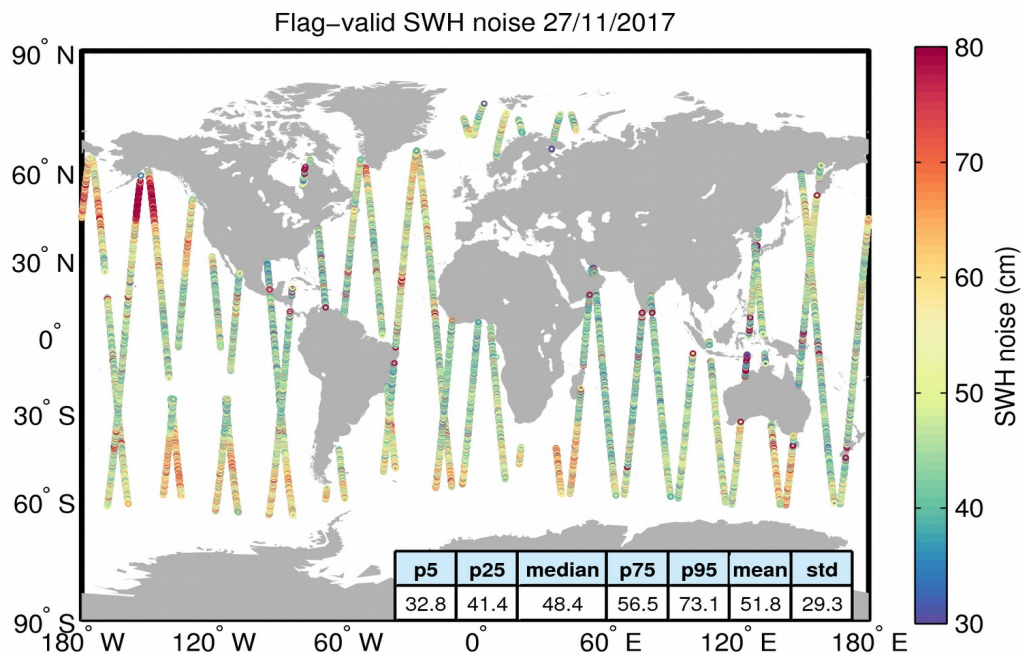 Flag−valid SWH noise 27/11/2017
90° N
60° N
30° N
0°
30° S
60° S
90° S
180° W
120° W
60° W
0°
60° E
120° E
180° E
p5 p25 median p75 p95 mean std
32.8 41.4 48.4 56.5 73.1 51.8 29.3
80
70
60
50
40
30
SWH noise (cm)